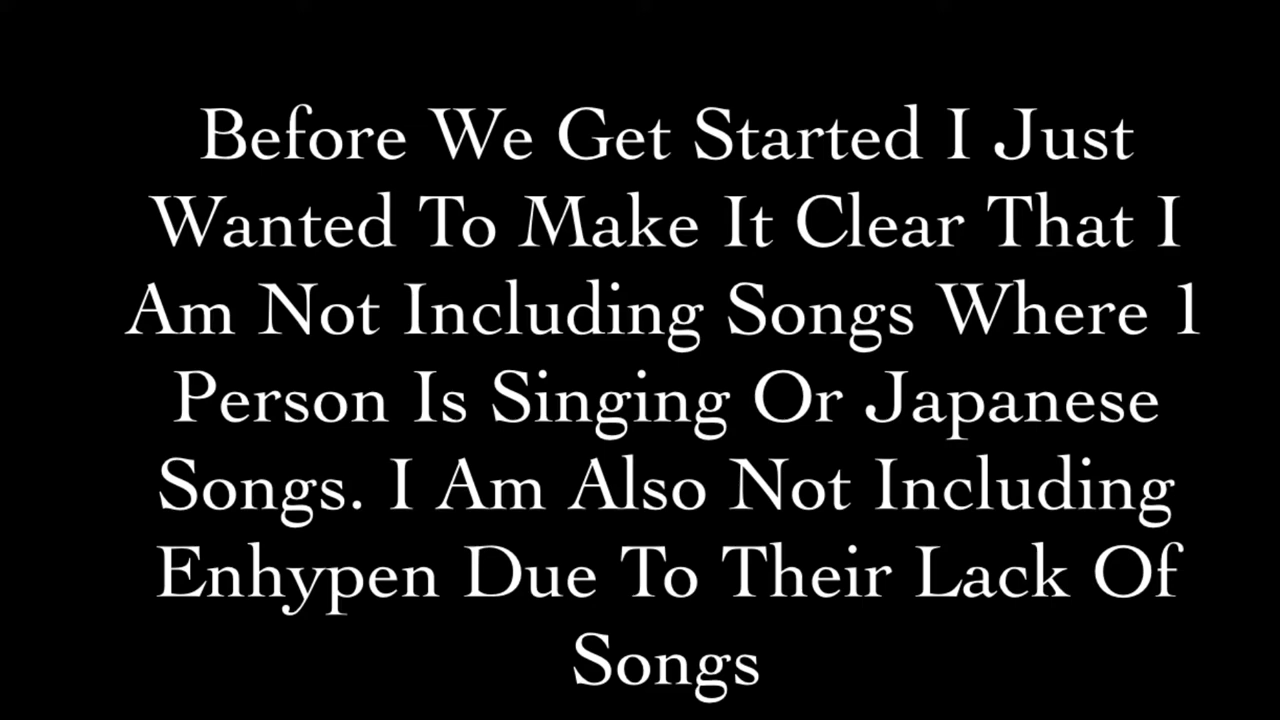 Before We Get Started I Just
Wanted To Make It Clear That I
Am Not Including Songs Where 1
Person Is Singing Or Japanese
Songs. I Am Also Not Including
Enhypen Due To Their Lack Of
Songs